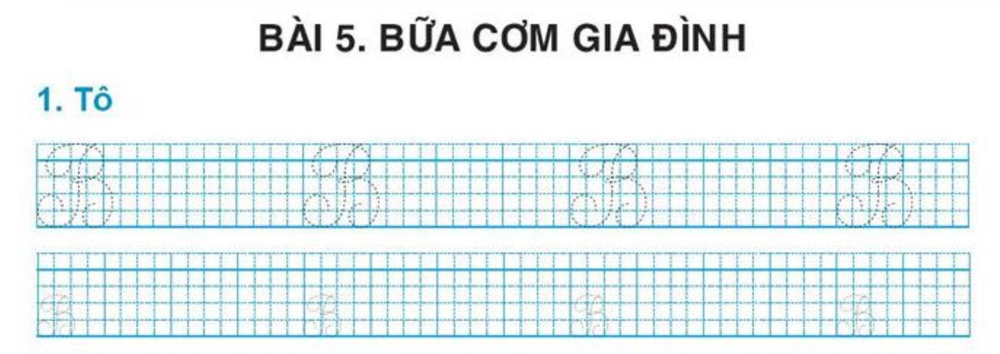 BÀI 5. BỮA CƠM GIA ĐÌNH
1. Tô
B B B B
B B B B